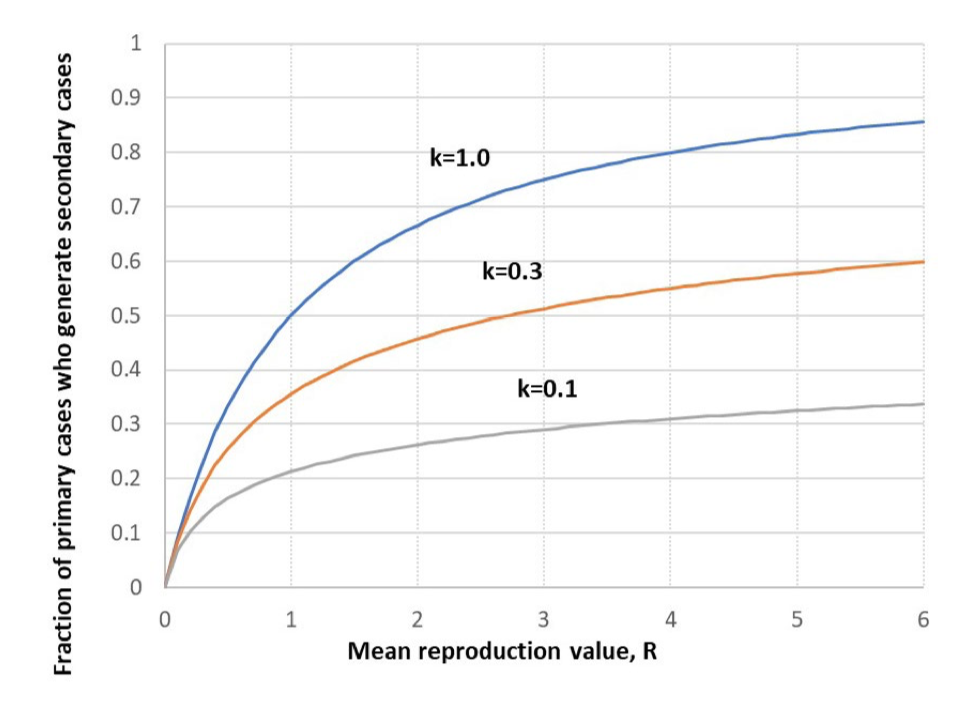 Fraction of primary cases who generate secondary cases
1
0.9
0.8
0.7
0.6
0.5
0.4
0.3
0.2
0.1
0
k=1.0
k=0.3
k=0.1
0 1 2 3 4 5 6
Mean reproduction value, R